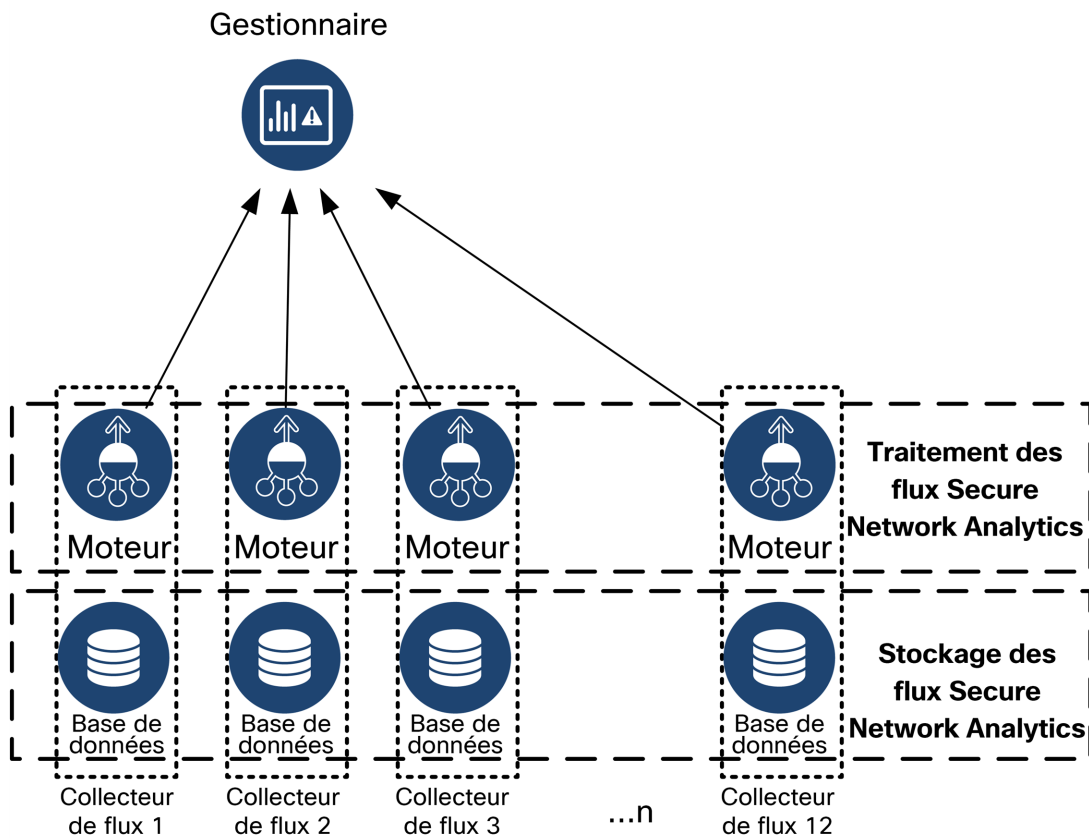 Gestionnaire
Moteur
Moteur
Moteur
Moteur
Traitement des
flux Secure
Network Analytics
Base de
données
Base de
données
Base de
données
Base de
données
Stockage des
flux Secure
Network Analytics
Collecteur
de flux 1
Collecteur
de flux 2
Collecteur
de flux 3
...n
Collecteur
de flux 12